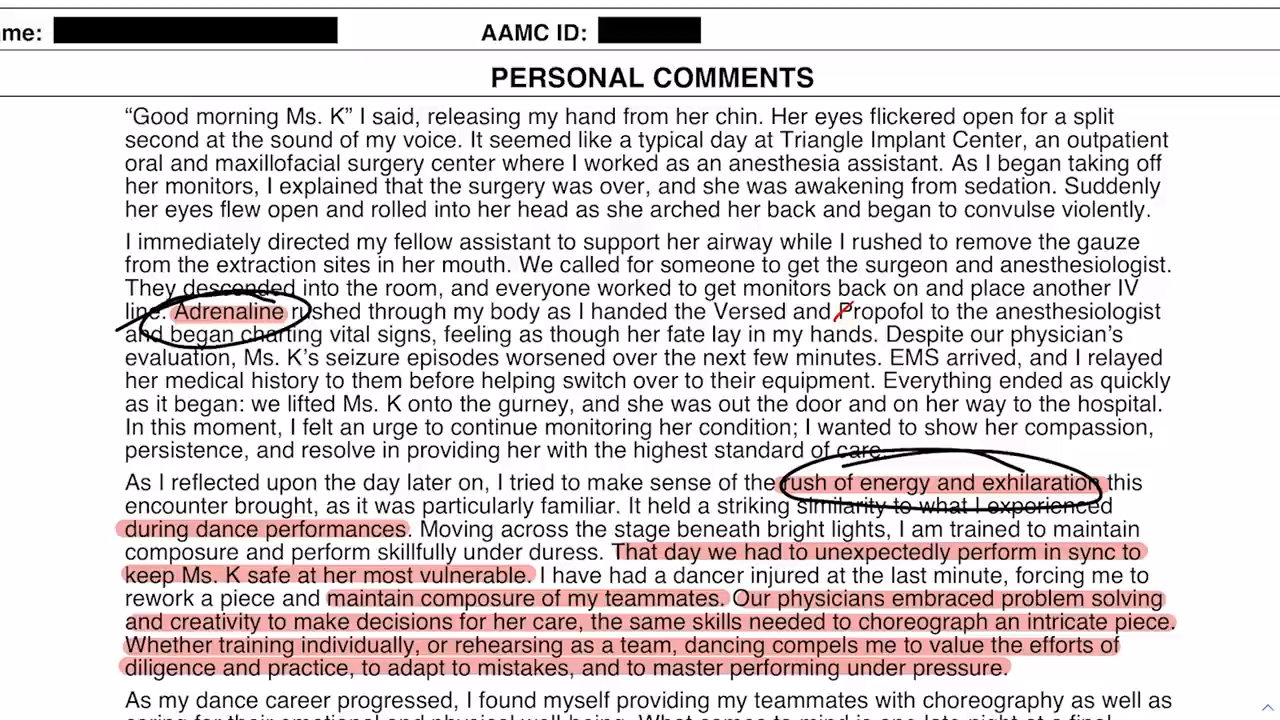 ame:
AAMC ID:
PERSONAL COMMENTS
“Good morning Ms. K” I said, releasing my hand from her chin. Her eyes flickered open for a split
second at the sound of my voice. It seemed like a typical day at Triangle Implant Center, an outpatient
oral and maxillofacial surgery center where I worked as an anesthesia assistant. As I began taking off
her monitors, I explained that the surgery was over, and she was awakening from sedation. Suddenly
her eyes flew open and rolled into her head as she arched her back and began to convulse violently.
I immediately directed my fellow assistant to support her airway while I rushed to remove the gauze
from the extraction sites in her mouth. We called for someone to get the surgeon and anesthesiologist.
They descended into the room, and everyone worked to get monitors back on and place another IV
line. Adrenaline rushed through my body as I handed the Versed and Propofol to the anesthesiologist
and began charting vital signs, feeling as though her fate lay in my hands. Despite our physician’s
evaluation, Ms. K’s seizure episodes worsened over the next few minutes. EMS arrived, and I relayed
her medical history to them before helping switch over to their equipment. Everything ended as quickly
as it began: we lifted Ms. K onto the gurney, and she was out the door and on her way to the hospital.
In this moment, I felt an urge to continue monitoring her condition; I wanted to show her compassion,
persistence, and resolve in providing her with the highest standard of care.
As I reflected upon the day later on, I tried to make sense of the rush of energy and exhilaration this
encounter brought, as it was particularly familiar. It held a striking similarity to what I experienced
during dance performances. Moving across the stage beneath bright lights, I am trained to maintain
composure and perform skillfully under duress. That day we had to unexpectedly perform in sync to
keep Ms. K safe at her most vulnerable. I have had a dancer injured at the last minute, forcing me to
rework a piece and maintain composure of my teammates. Our physicians embraced problem solving
and creativity to make decisions for her care, the same skills needed to choreograph an intricate piece.
Whether training individually, or rehearsing as a team, dancing compels me to value the efforts of
diligence and practice, to adapt to mistakes, and to master performing under pressure.
As my dance career progressed, I found myself providing my teammates with choreography as well as
caring for their emotional and physical well-being. What comes to mind is one late night at a final